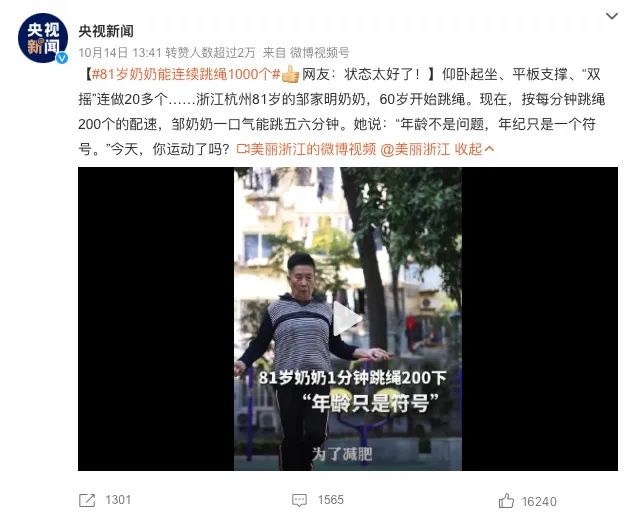 央视
新闻
央视新闻
10月14日 13:41 转赞人数超过2万 来自 微博视频号
【#81岁奶奶能连续跳绳1000个#👍网友：状态太好了！】仰卧起坐、平板支撑、“双
摇”连做20多个……浙江杭州81岁的邹家明奶奶，60岁开始跳绳。现在，按每分钟跳绳
200个的配速，邹奶奶一口气能跳五六分钟。她说：“年龄不是问题，年纪只是一个符
号。”今天，你运动了吗？ 美丽浙江的微博视频 @美丽浙江 收起
81岁奶奶1分钟跳绳200下
“年龄只是符号”
为了减肥
1301 1565 16240